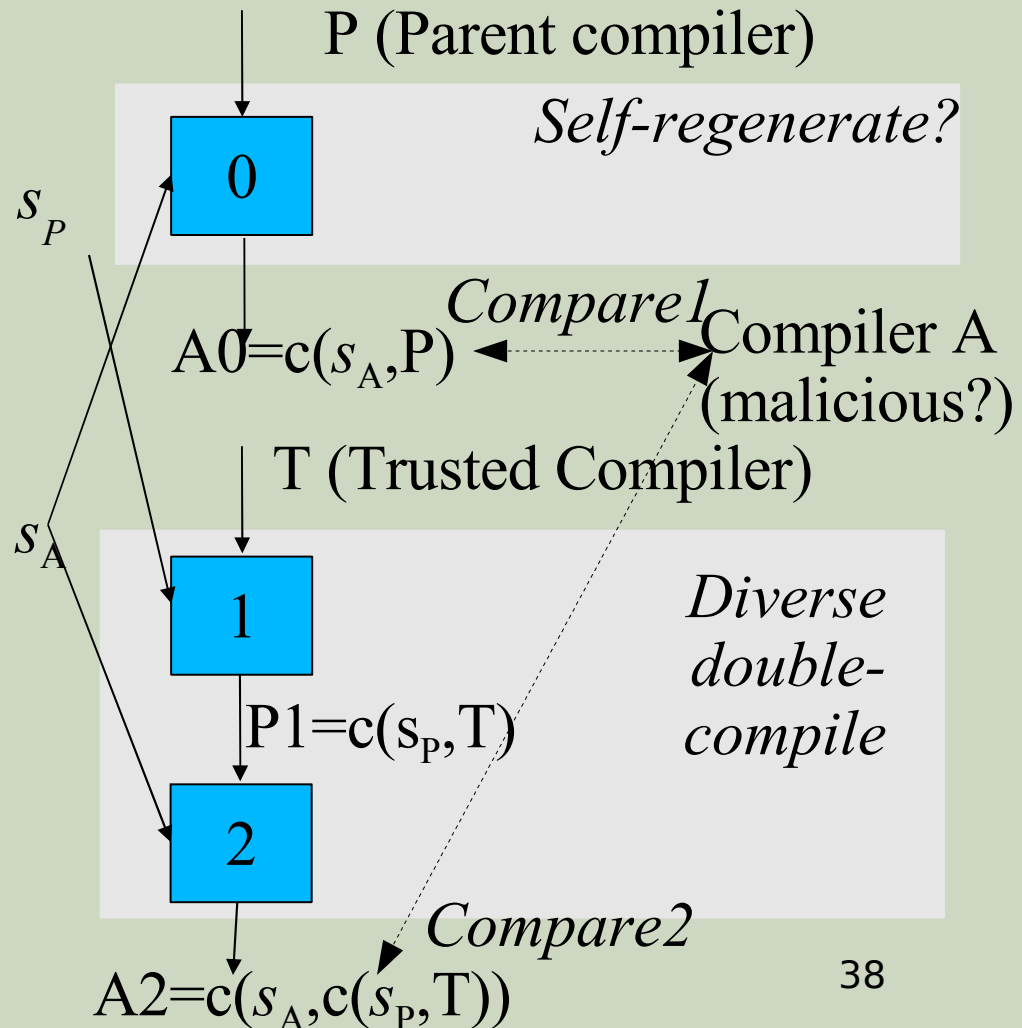 P (Parent compiler)
Self-regenerate?
0
s_P
Compare1
A0=c(s_A,P)
Compiler A
(malicious?)
T (Trusted Compiler)
s_A
1
Diverse
double-
compile
P1=c(s_P,T)
2
Compare2
A2=c(s_A,c(s_P,T))
38